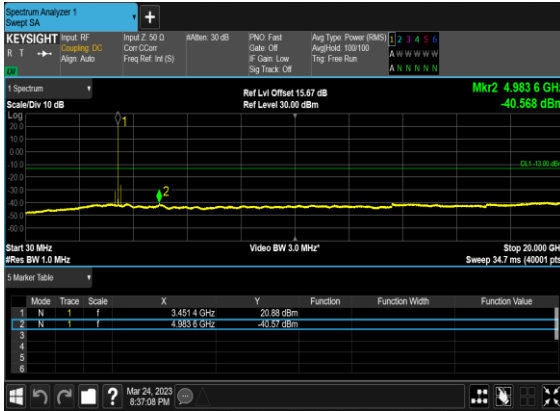 Spectrum Analyzer 1
Swept SA
+
KEYSIGHT Input: RF Input Z: 50 Ω #Atten: 30 dB PNO: Fast Avg Type: Power (RMS) 1 2 3 4 5 6
R T Coupling: DC Corr CCorr Gate: Off Avg|Hold: 100/100 A W W W W W
Align: Auto Freq Ref: Int (S) IF Gain: Low Trig: Free Run
Sig Track: Off A N N N N N
1 Spectrum
Scale/Div 10 dB
Ref Lvl Offset 15.67 dB
Ref Level 30.00 dBm
Mkr2 4.983 6 GHz
-40.568 dBm
Log
20.0
10.0
0.00
-10.0
-20.0
-30.0
-40.0
-50.0
-60.0
1
2
DL1 -13.00 dBm
Start 30 MHz Video BW 3.0 MHz* Stop 20.000 GH
#Res BW 1.0 MHz Sweep 34.7 ms (40001 pts
5 Marker Table
Mode Trace Scale X Y Function Function Width Function Value
1 N 1 f 3.451 4 GHz 20.88 dBm
2 N 1 f 4.983 6 GHz -40.57 dBm
3
4
5
6
?
Mar 24, 2023
8:37:08 PM